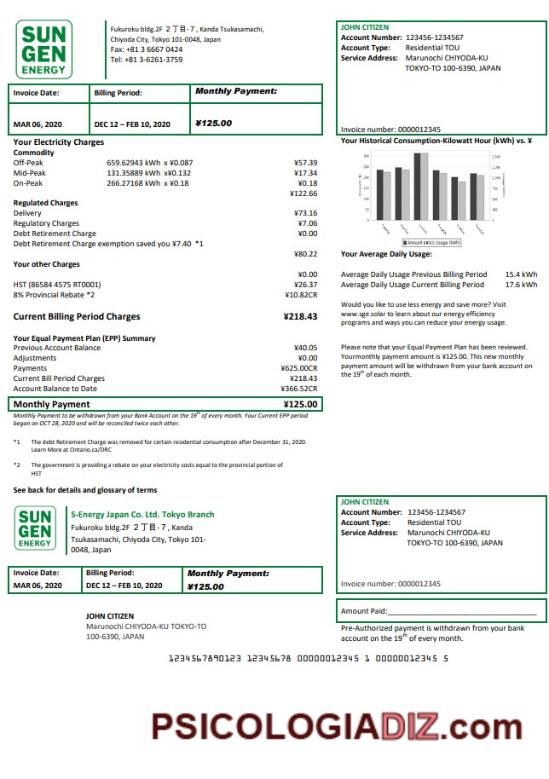 SUN
GEN
ENERGY
Fukuroku bldg.2F 2丁目-7, Kanda Tsukasamachi,
Chiyoda City, Tokyo 101-0048, Japan
Fax: +81 3 6667 0424
Tel: +81 3-6261-3759
JOHN CITIZEN
Account Number: 123456-1234567
Account Type: Residential TOU
Service Address: Marunochi CHIYODA-KU
TOKYO-TO 100-6390, JAPAN
Invoice number: 0000012345
Invoice Date: Billing Period: Monthly Payment:
MAR 06, 2020 DEC 12 – FEB 10, 2020 ¥125.00
Your Electricity Charges
Commodity
Off-Peak 659.62943 kWh x ¥0.087 ¥57.39
Mid-Peak 131.35889 kWh x¥0.132 ¥17.34
On-Peak 266.27168 kWh x ¥0.18 ¥0.18
¥122.66
Regulated Charges
Delivery ¥73.16
Regulatory Charges ¥7.06
Debt Retirement Charge ¥0.00
Debt Retirement Charge exemption saved you ¥7.40 *1
¥80.22
Your other Charges
¥0.00
HST (86584 4575 RT0001) ¥26.37
8% Provincial Rebate *2 ¥10.82CR
Current Billing Period Charges ¥218.43
Your Equal Payment Plan (EPP) Summary
Previous Account Balance ¥40.05
Adjustments ¥0.00
Payments ¥625.00CR
Current Bill Period Charges ¥218.43
Account Balance to Date ¥366.52CR
Monthly Payment ¥125.00
Monthly Payment to be withdrawn from your Bank Account on the 19th of every month. Your Current EPP period
began on OCT 28, 2020 and will be reconciled twice each other.
*1 The debt Retirement Charge was removed for certain residential consumption after December 31, 2020.
Learn More at Ontario.ca/DRC
*2 The government is providing a rebate on your electricity costs equal to the provincial portion of
HST
See back for details and glossary of terms
Your Historical Consumption-Kilowatt Hour (kWh) vs. ¥
Amount (¥) Usage (kWh)
Your Average Daily Usage:
Average Daily Usage Previous Billing Period 15.4 kWh
Average Daily Usage Current Billing Period 17.6 kWh
Would you like to use less energy and save more? Visit
www.sge.solar to learn about our energy efficiency
programs and ways you can reduce your energy usage.
Please note that your Equal Payment Plan has been reviewed.
Yourmonthly payment amount is ¥125.00. This new monthly
payment amount will be withdrawn from your bank account on
the 19th of each month.
SUN
GEN
ENERGY
S-Energy Japan Co. Ltd. Tokyo Branch
Fukuroku bldg.2F 2丁目-7, Kanda
Tsukasamachi, Chiyoda City, Tokyo 101-
0048, Japan
JOHN CITIZEN
Account Number: 123456-1234567
Account Type: Residential TOU
Service Address: Marunochi CHIYODA-KU
TOKYO-TO 100-6390, JAPAN
Invoice number: 0000012345
Invoice Date: Billing Period: Monthly Payment:
MAR 06, 2020 DEC 12 – FEB 10, 2020 ¥125.00
Amount Paid:
JOHN CITIZEN
Marunochi CHIYODA-KU TOKYO-TO
100-6390, JAPAN
Pre-Authorized payment is withdrawn from your bank
account on the 19th of every month.
1234567890123 12345678 000000012345 1 0000012345 5
PSICOLOGIADIZ.com